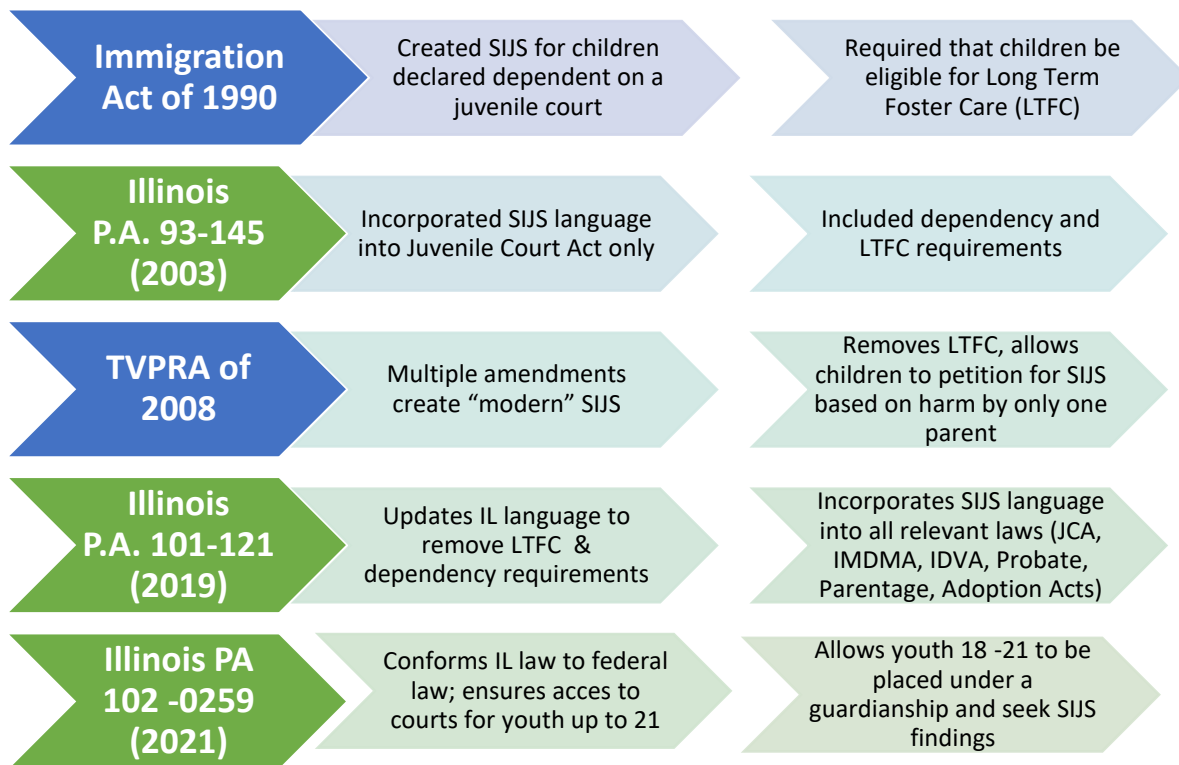 Immigration
Act of 1990
Created SIJS for children
declared dependent on a
juvenile court
Required that children be
eligible for Long Term
Foster Care (LTFC)
Illinois
P.A. 93-145
(2003)
Incorporated SIJS language
into Juvenile Court Act only
Included dependency and
LTFC requirements
TVPRA of
2008
Multiple amendments
create “modern” SIJS
Removes LTFC, allows
children to petition for SIJS
based on harm by only one
parent
Illinois
P.A. 101-121
(2019)
Updates IL language to
remove LTFC &
dependency requirements
Incorporates SIJS language
into all relevant laws (JCA,
IMDMA, IDVA, Probate,
Parentage, Adoption Acts)
Illinois PA
102 -0259
(2021)
Conforms IL law to federal
law; ensures acces to
courts for youth up to 21
Allows youth 18 -21 to be
placed under a
guardianship and seek SIJS
findings